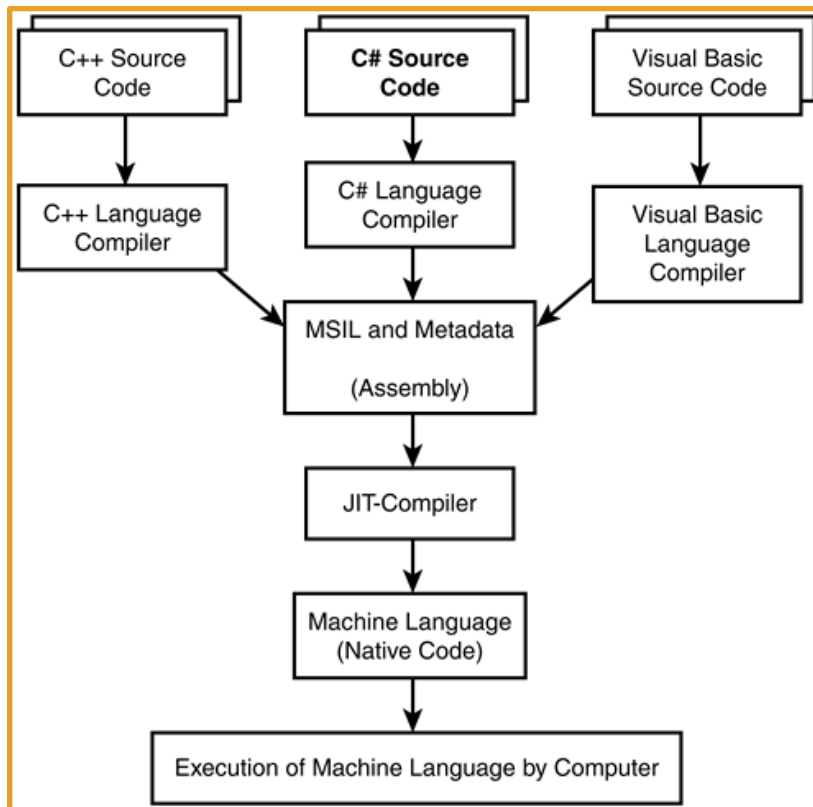 C++ Source
Code
C# Source
Code
Visual Basic
Source Code
C++ Language
Compiler
C# Language
Compiler
Visual Basic
Language
Compiler
MSIL and Metadata
(Assembly)
JIT-Compiler
Machine Language
(Native Code)
Execution of Machine Language by Computer